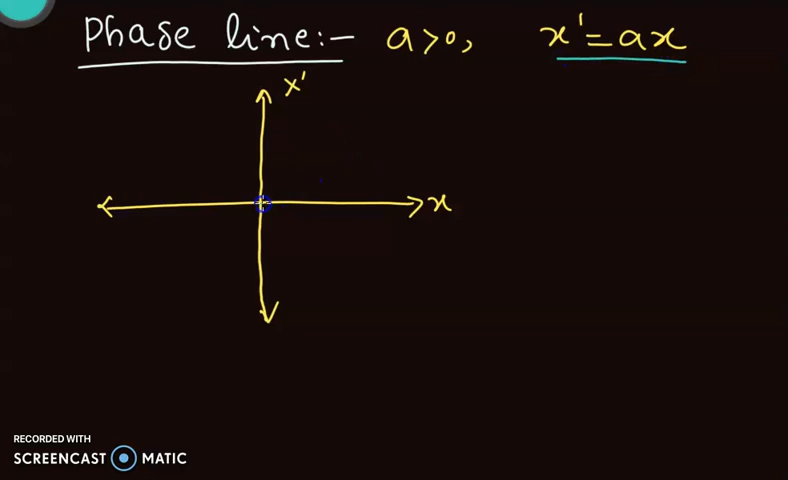 Phase line:- a>0, x'=ax
x'
x
RECORDED WITH
SCREENCAST MATIC